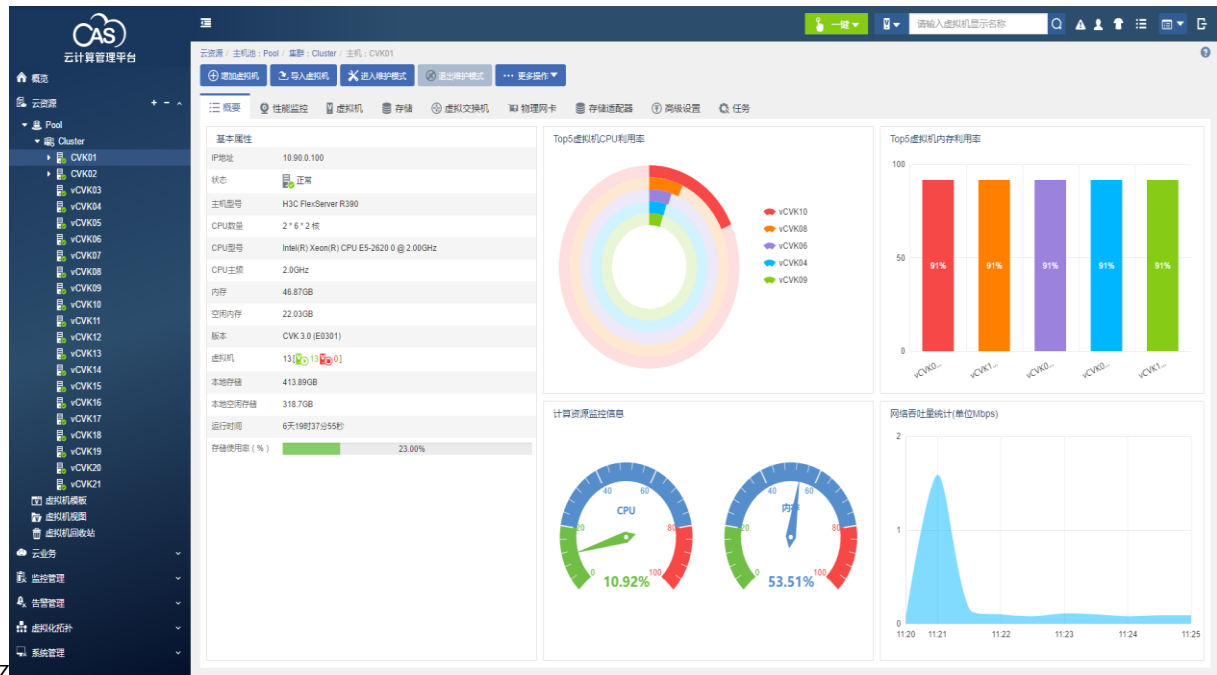 CAS
云计算管理平台
概览
云资源
Pool
Cluster
CVK01
CVK02
vCVK03
vCVK04
vCVK05
vCVK06
vCVK07
vCVK08
vCVK09
vCVK10
vCVK11
vCVK12
vCVK13
vCVK14
vCVK15
vCVK16
vCVK17
vCVK18
vCVK19
vCVK20
vCVK21
虚拟机模板
虚拟机视图
虚拟机回收站
云业务
监控管理
告警管理
虚拟化拓扑
系统管理
一键
请输入虚拟机显示名称
云资源 / 主机池 : Pool / 集群 : Cluster / 主机 : CVK01
增加虚拟机 导入虚拟机 进入维护模式 退出维护模式 更多操作
概要 性能监控 虚拟机 存储 虚拟交换机 物理网卡 存储适配器 高级设置 任务
基本属性
IP地址 10.90.0.100
状态 正常
主机型号 H3C FlexServer R390
CPU数量 2 * 6 * 2 核
CPU型号 Intel(R) Xeon(R) CPU E5-2620 0 @ 2.00GHz
CPU主频 2.0GHz
内存 46.87GB
空闲内存 22.03GB
版本 CVK 3.0 (E0301)
虚拟机 13 [ 13 0 ]
本地存储 413.89GB
本地空闲存储 318.7GB
运行时间 6天19时37分55秒
存储使用率 ( % ) 23.00%
Top5虚拟机CPU利用率
vCVK10
vCVK08
vCVK06
vCVK04
vCVK09
Top5虚拟机内存利用率
100
50
0
91% 91% 91% 91% 91%
vCVK0... vCVK1... vCVK0... vCVK0... vCVK1...
计算资源监控信息
0 20 40 60 80 100
CPU
10.92%
0 20 40 60 80 100
内存
53.51%
网络吞吐量统计(单位Mbps)
2
1
0
11:20 11:21 11:22 11:23 11:24 11:25
7